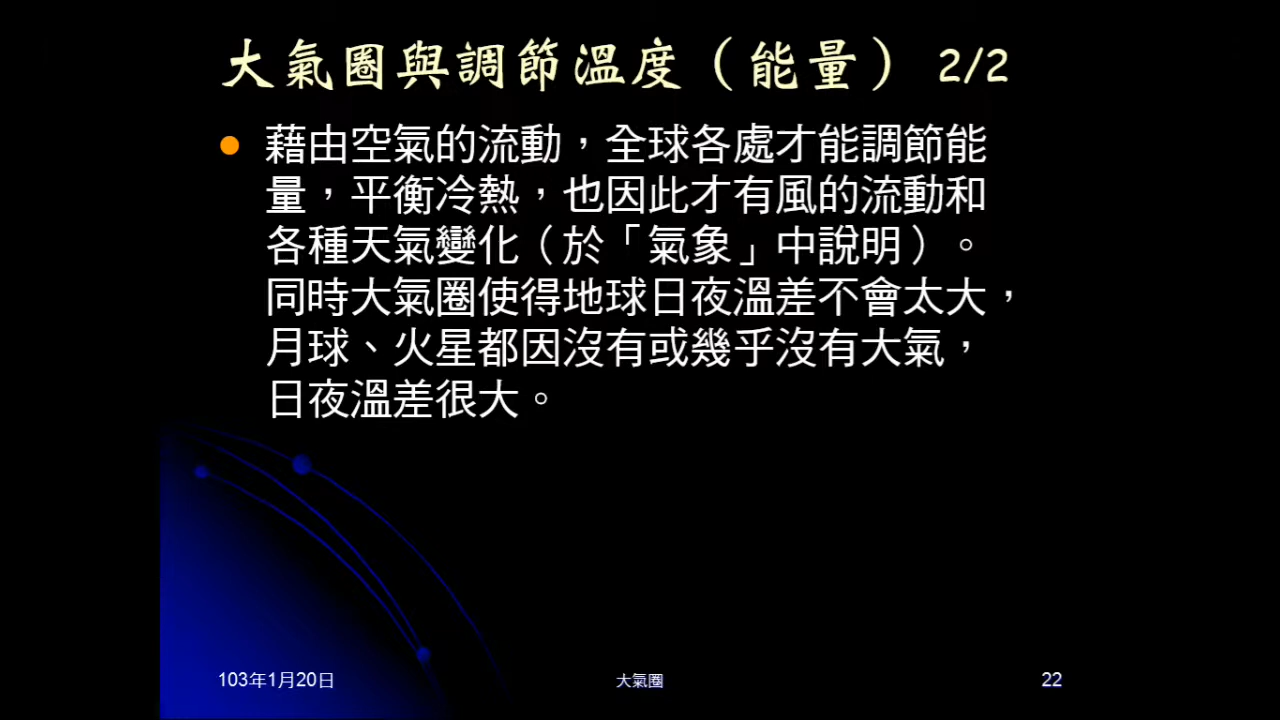 大氣圈與調節溫度（能量） 2/2
藉由空氣的流動，全球各處才能調節能
量，平衡冷熱，也因此才有風的流動和
各種天氣變化（於「氣象」中說明）。
同時大氣圈使得地球日夜溫差不會太大，
月球、火星都因沒有或幾乎沒有大氣，
日夜溫差很大。
103年1月20日
大氣圈
22